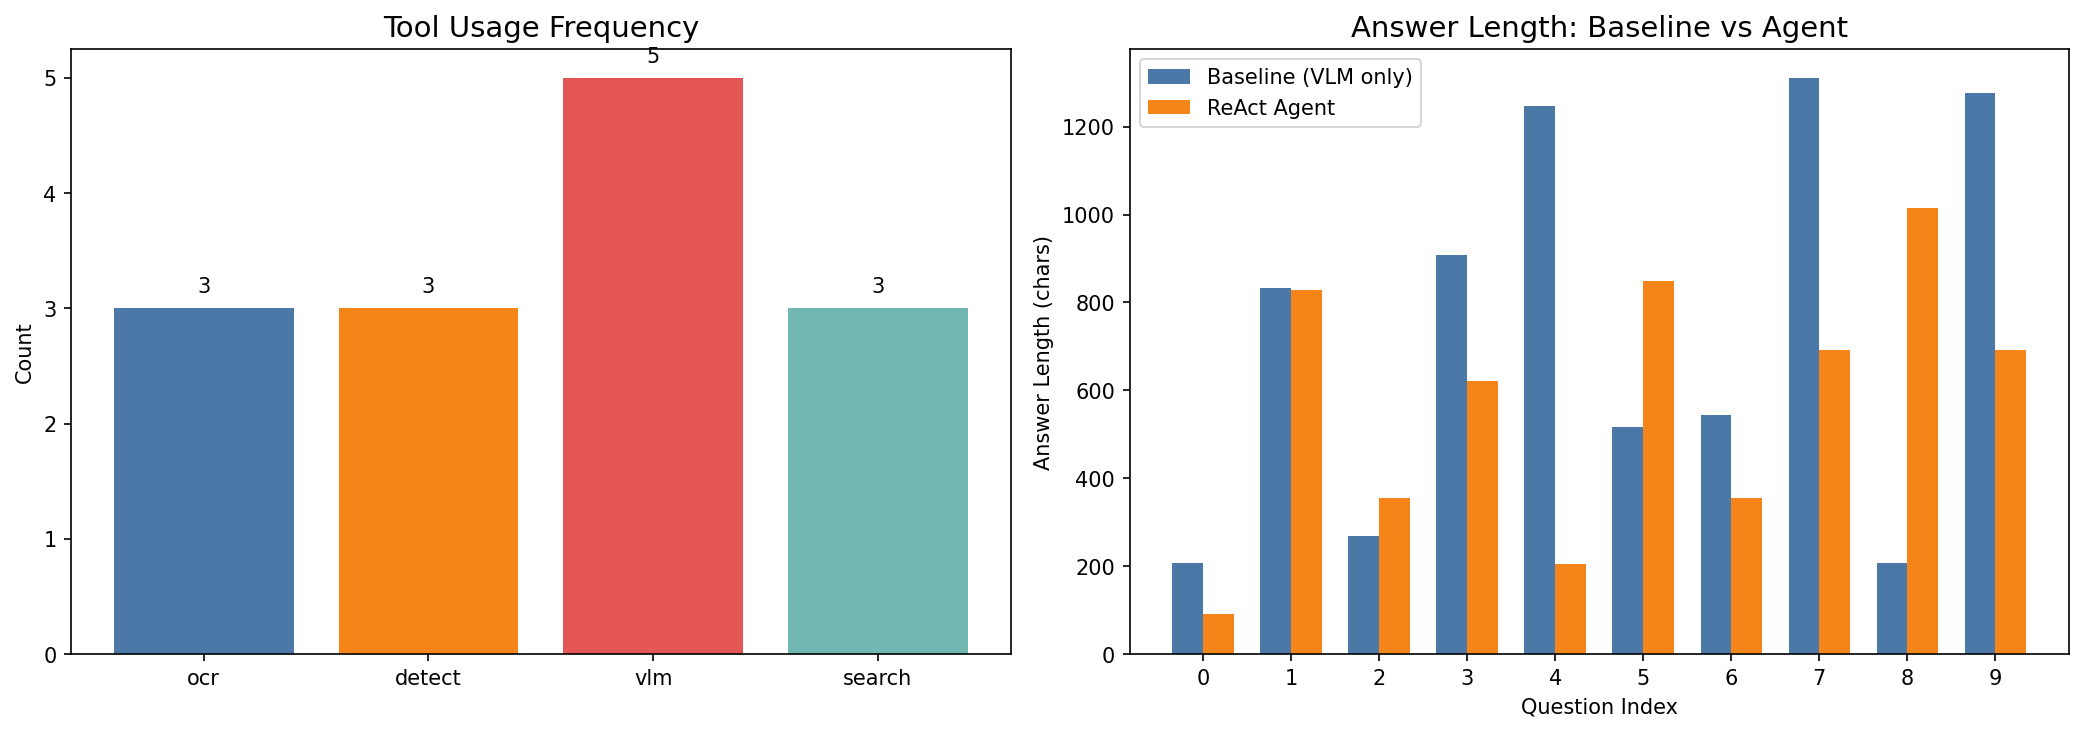 Tool Usage Frequency
Count
5
4
3
2
1
0
3
3
5
3
ocr
detect
vlm
search
Answer Length: Baseline vs Agent
Baseline (VLM only)
ReAct Agent
Answer Length (chars)
1200
1000
800
600
400
200
0
0 1 2 3 4 5 6 7 8 9
Question Index